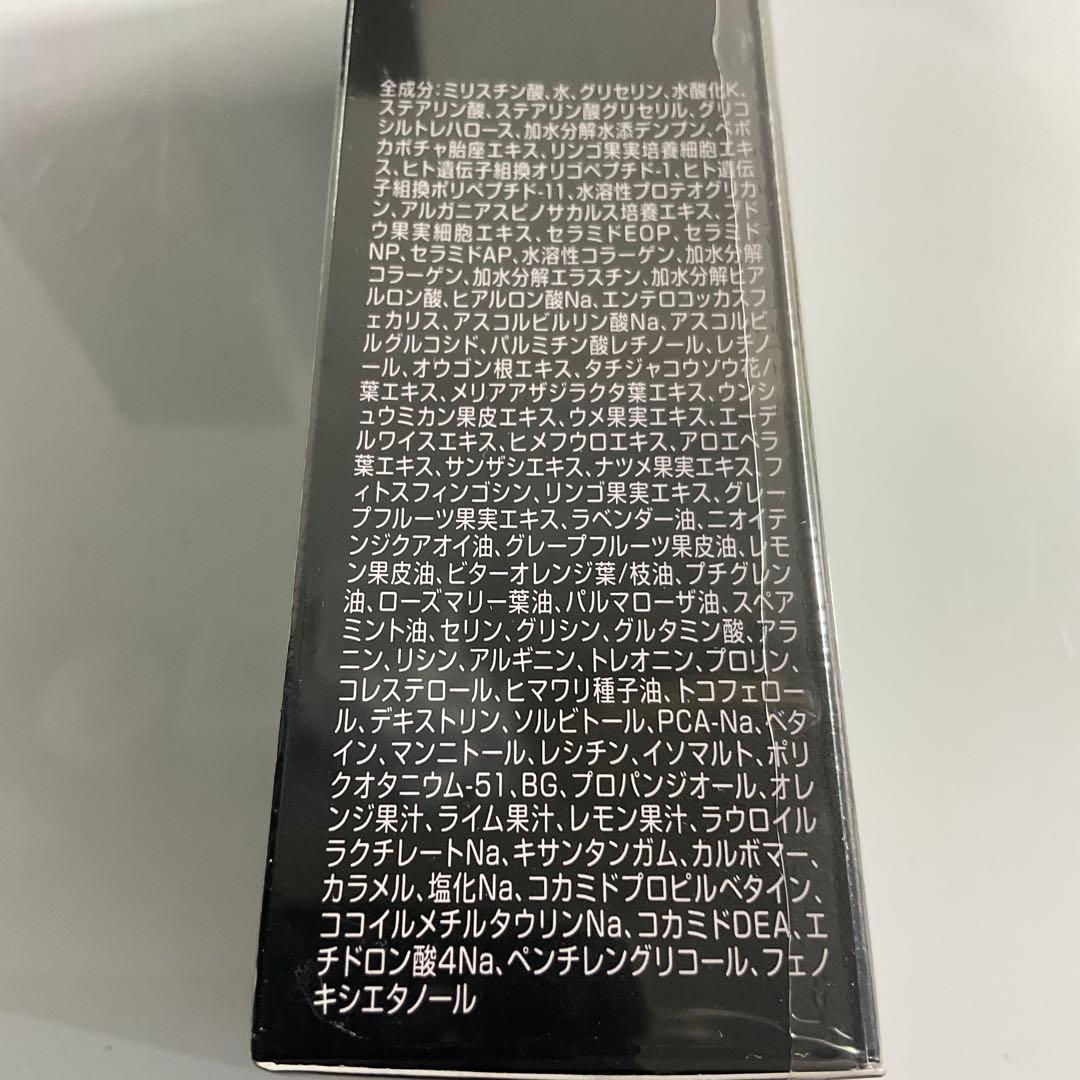 全成分:ミリスチン酸、水、グリセリン、水酸化K、
ステアリン酸、ステアリン酸グリセリル、グリコ
シルトレハロース、加水分解水添デンプン、ペポ
カボチャ胎座エキス、リンゴ果実培養細胞エキ
ス、ヒト遺伝子組換オリゴペプチド-1、ヒト遺伝
子組換ポリペプチド-11、水溶性プロテオグリカ
ン、アルガニアスピノサカルス培養エキス、ブド
ウ果実細胞エキス、セラミドEOP、セラミド
NP、セラミドAP、水溶性コラーゲン、加水分解
コラーゲン、加水分解エラスチン、加水分解ヒア
ルロン酸、ヒアルロン酸Na、エンテロコッカスフ
ェカリス、アスコルビルリン酸Na、アスコルビ
ルグルコシド、パルミチン酸レチノール、レチノ
ール、オウゴン根エキス、タチジャコウソウ花/
葉エキス、メリアアザジラクタ葉エキス、ウンシ
ュウミカン果皮エキス、ウメ果実エキス、エーデ
ルワイスエキス、ヒメフウロエキス、アロエベラ
葉エキス、サンザシエキス、ナツメ果実エキス、フ
ィトスフィンゴシン、リンゴ果実エキス、グレー
プフルーツ果実エキス、ラベンダー油、ニオイテ
ンジクアオイ油、グレープフルーツ果皮油、レモ
ン果皮油、ビターオレンジ葉/枝油、プチグレン
油、ローズマリー葉油、パルマローザ油、スペア
ミント油、セリン、グリシン、グルタミン酸、アラ
ニン、リシン、アルギニン、トレオニン、プロリン、
コレステロール、ヒマワリ種子油、トコフェロー
ル、デキストリン、ソルビトール、PCA-Na、ベタ
イン、マンニトール、レシチン、イソマルト、ポリ
クオタニウム-51、BG、プロパンジオール、オレ
ンジ果汁、ライム果汁、レモン果汁、ラウロイル
ラクチレートNa、キサンタンガム、カルボマー、
カラメル、塩化Na、コカミドプロピルベタイン、
ココイルメチルタウリンNa、コカミドDEA、エ
チドロン酸4Na、ペンチレングリコール、フェノ
キシエタノール